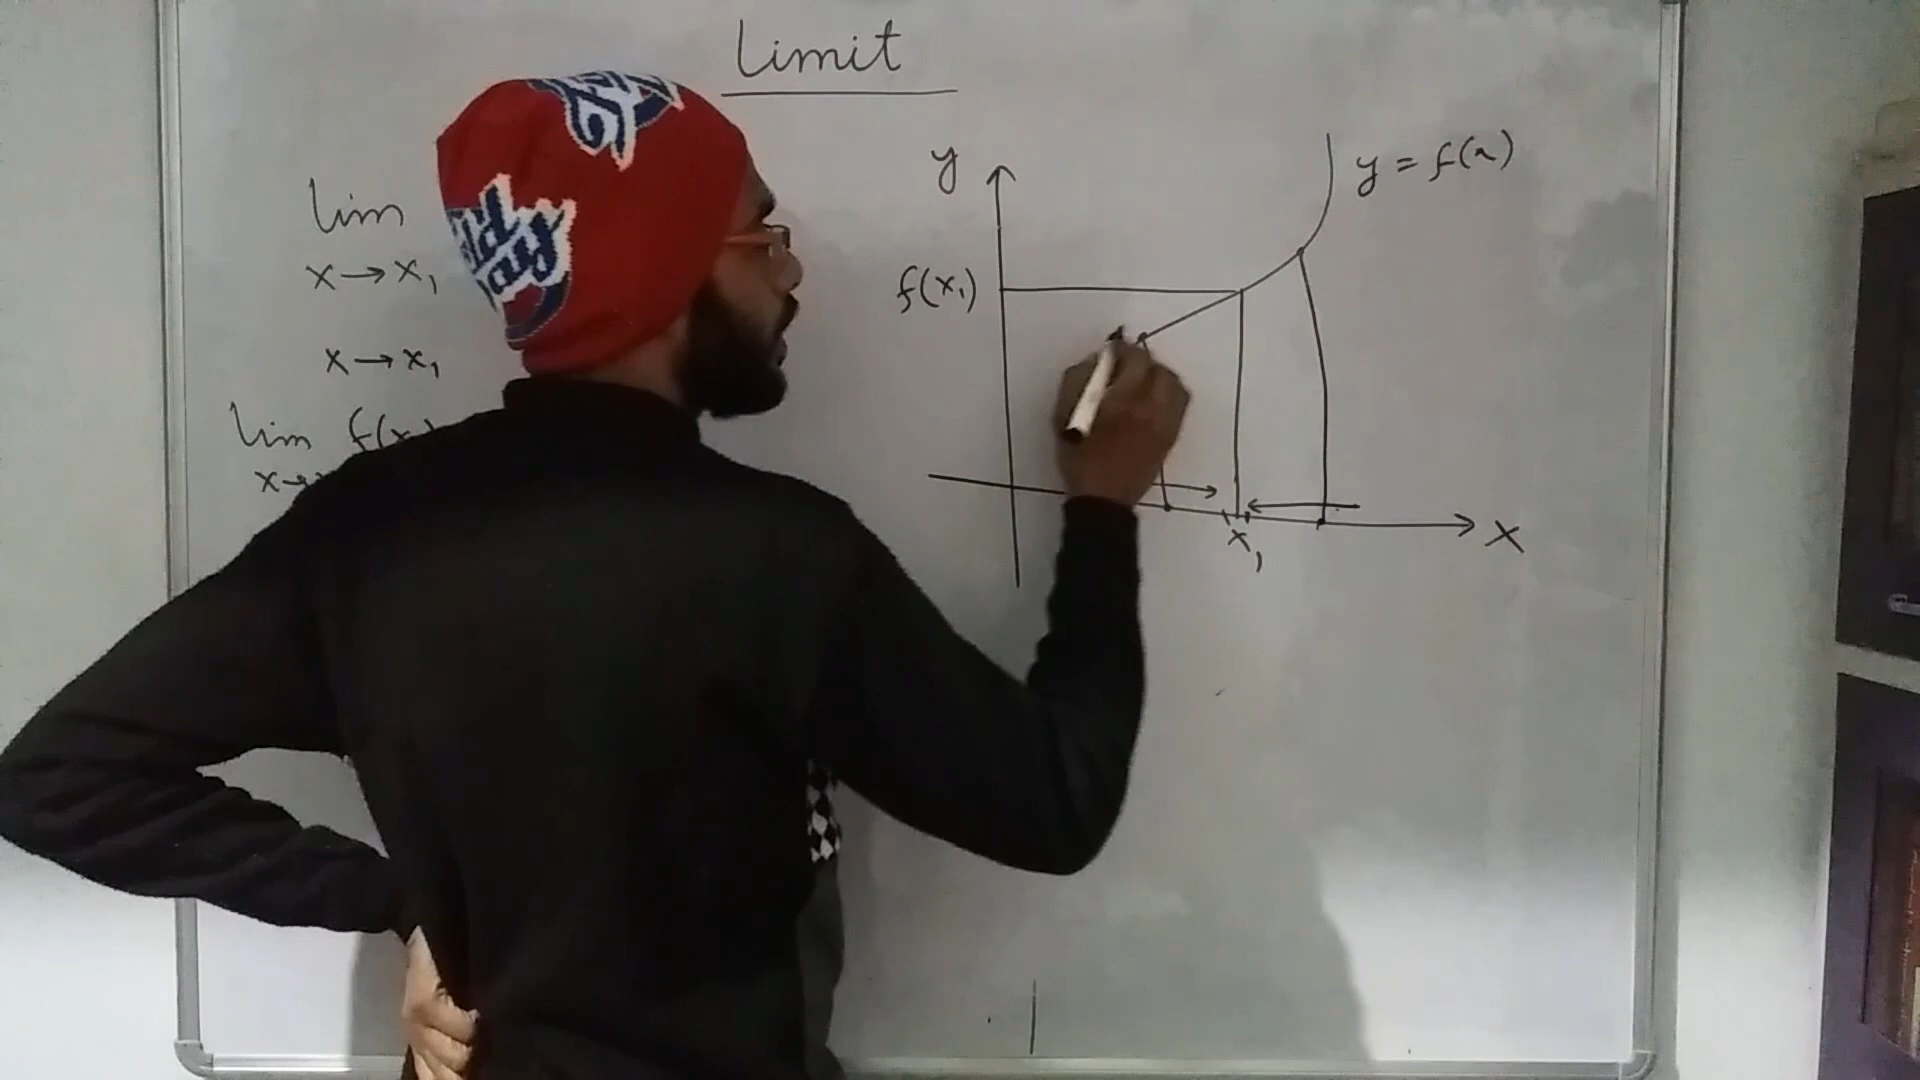 Limit
lim
x→x₁
x→x₁
lim f(x)
x→
y
y = f(x)
f(x₁)
x₁
x